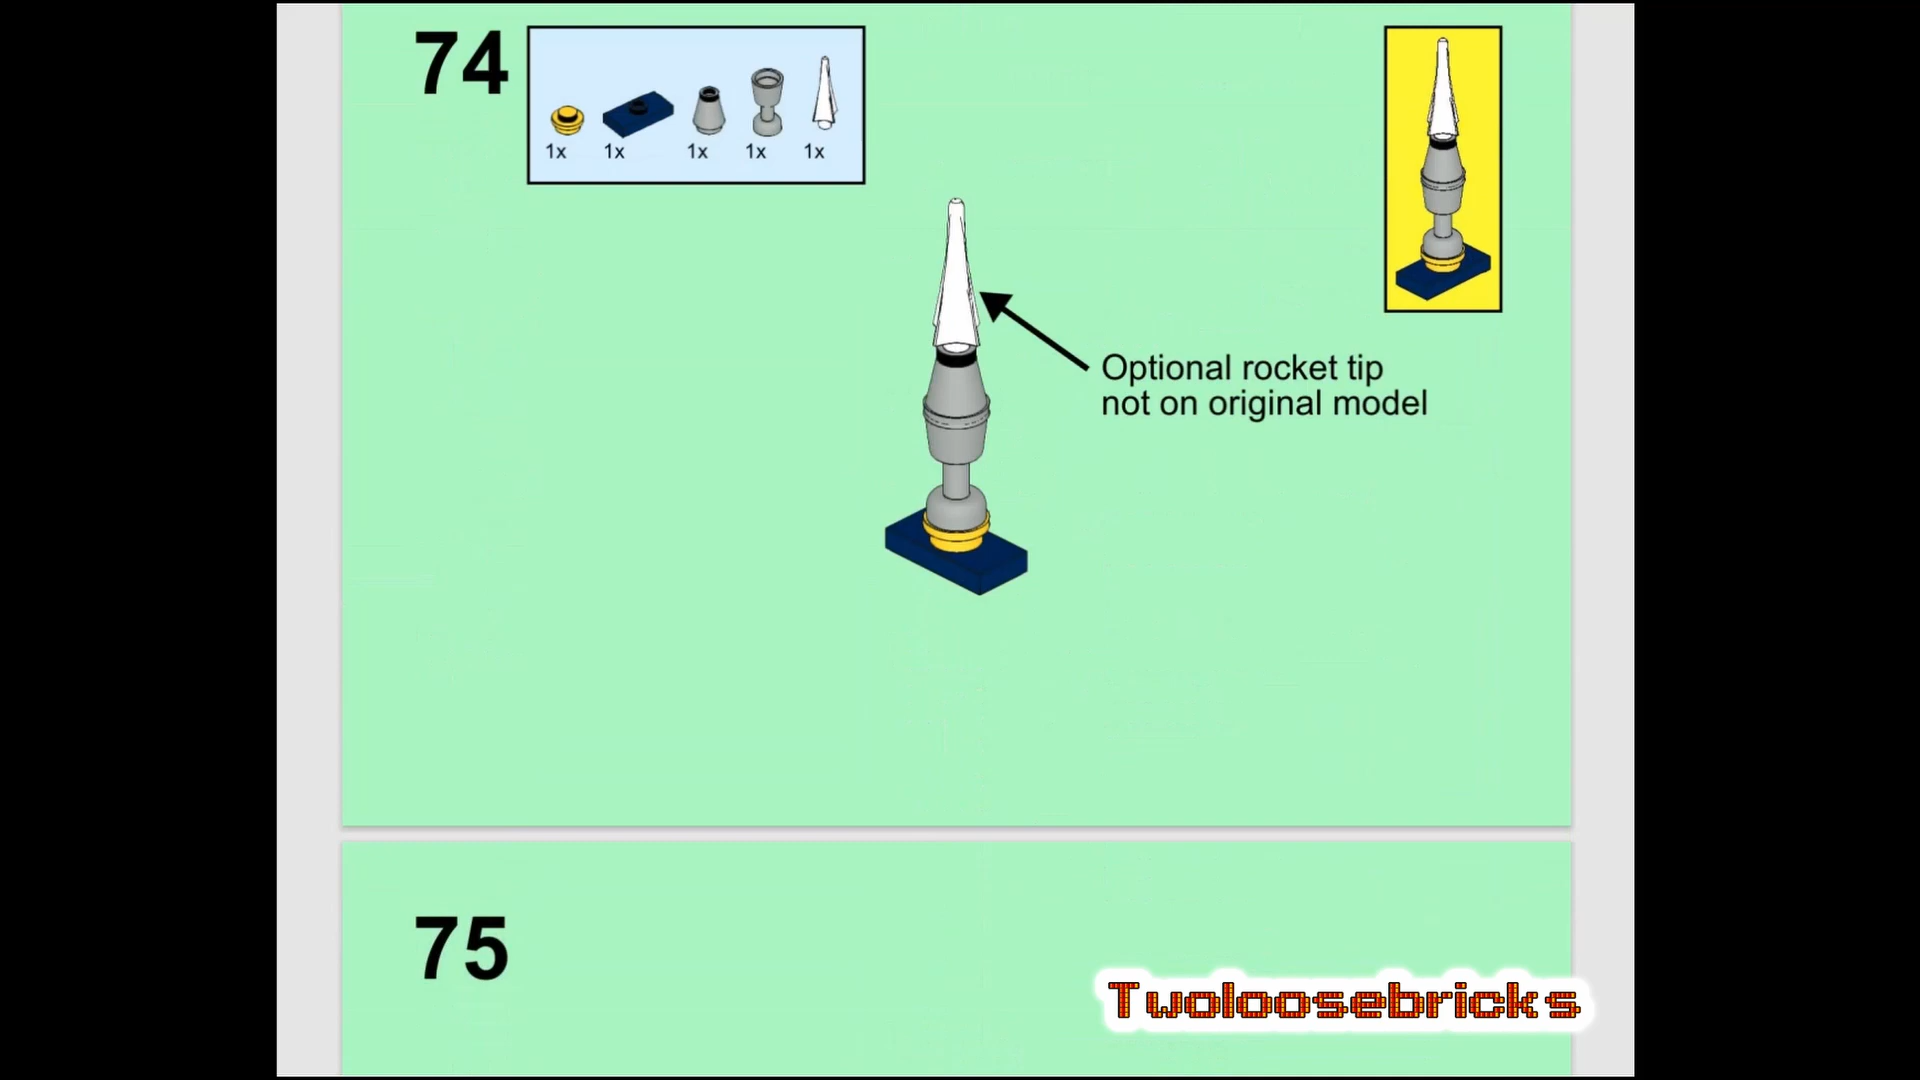 74
1x 1x 1x 1x 1x
Optional rocket tip
not on original model
75
Twoloosebricks